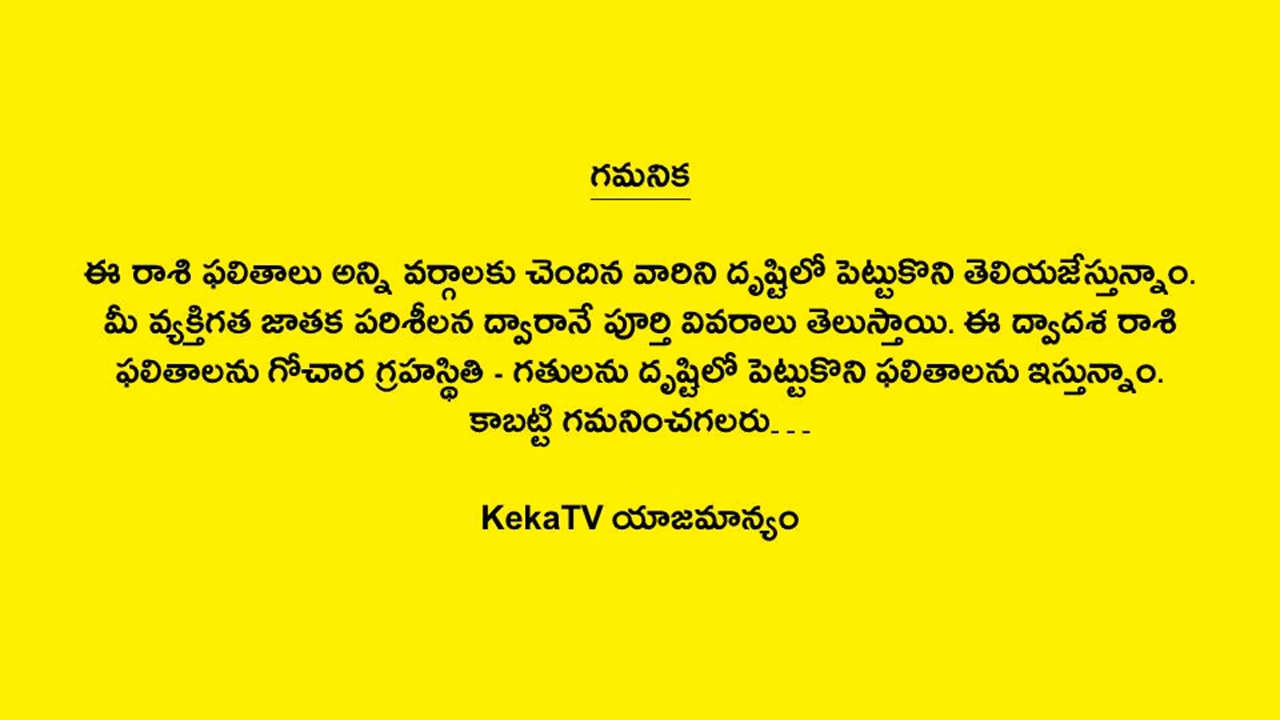 గమనిక
ఈ రాశి ఫలితాలు అన్ని వర్గాలకు చెందిన వారిని దృష్టిలో పెట్టుకొని తెలియజేస్తున్నాం.
మీ వ్యక్తిగత జాతక పరిశీలన ద్వారానే పూర్తి వివరాలు తెలుస్తాయి. ఈ ద్వాదశ రాశి
ఫలితాలను గోచార గ్రహస్థితి - గతులను దృష్టిలో పెట్టుకొని ఫలితాలను ఇస్తున్నాం.
కాబట్టి గమనించగలరు...
KekaTV యాజమాన్యం